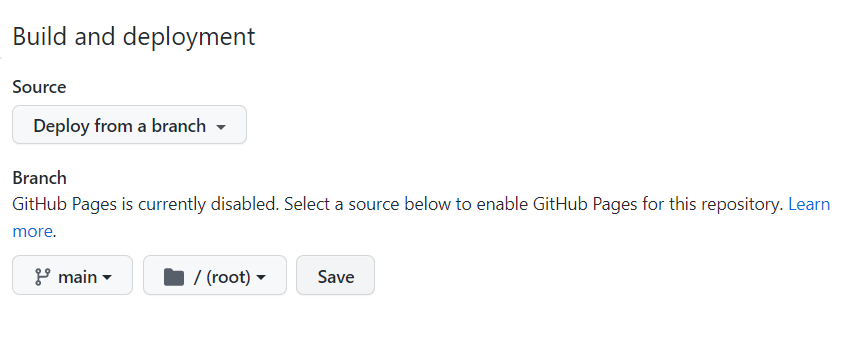 Build and deployment
Source
Deploy from a branch
Branch
GitHub Pages is currently disabled. Select a source below to enable GitHub Pages for this repository. Learn
more.
main / (root) Save